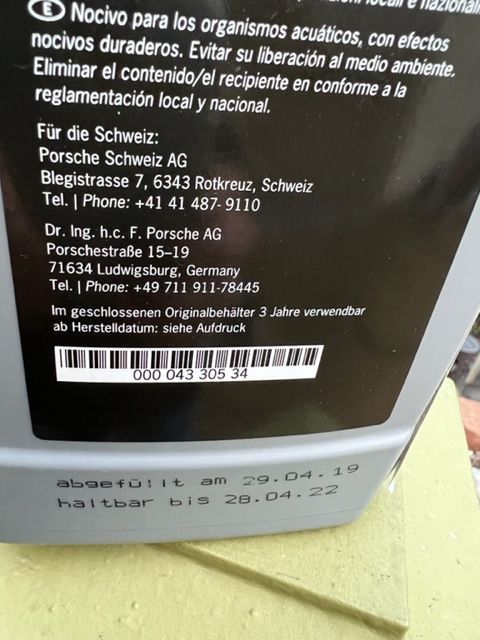 nacional
E Nocivo para los organismos acuáticos, con efectos
nocivos duraderos. Evitar su liberación al medio ambiente.
Eliminar el contenido/el recipiente en conforme a la
reglamentación local y nacional.
Für die Schweiz:
Porsche Schweiz AG
Blegistrasse 7, 6343 Rotkreuz, Schweiz
Tel. | Phone: +41 41 487- 9110
Dr. Ing. h.c. F. Porsche AG
Porschestraße 15–19
71634 Ludwigsburg, Germany
Tel. | Phone: +49 711 911-78445
Im geschlossenen Originalbehälter 3 Jahre verwendbar
ab Herstelldatum: siehe Aufdruck
000 043 305 34
abgefüllt am 29.04.19
haltbar bis 28.04.22